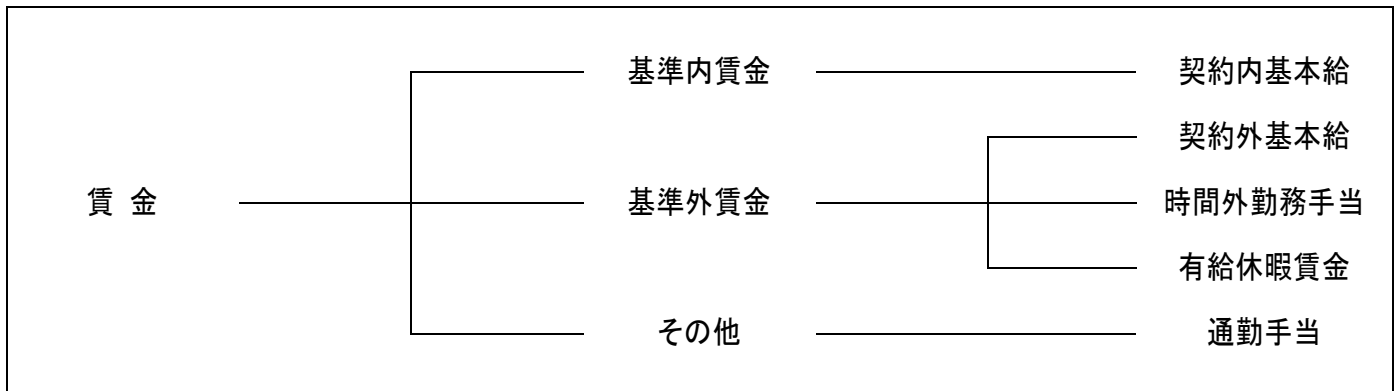 基準内賃金 契約内基本給
契約外基本給
賃 金 基準外賃金 時間外勤務手当
有給休暇賃金
その他 通勤手当